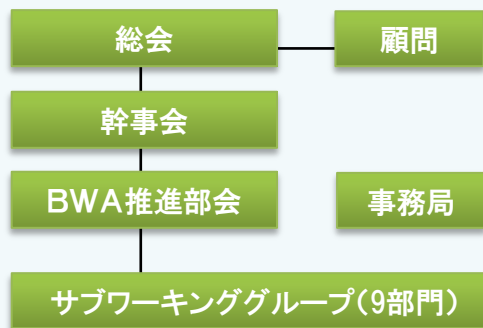 総会
顧問
幹事会
BWA推進部会
事務局
サブワーキンググループ(9部門)